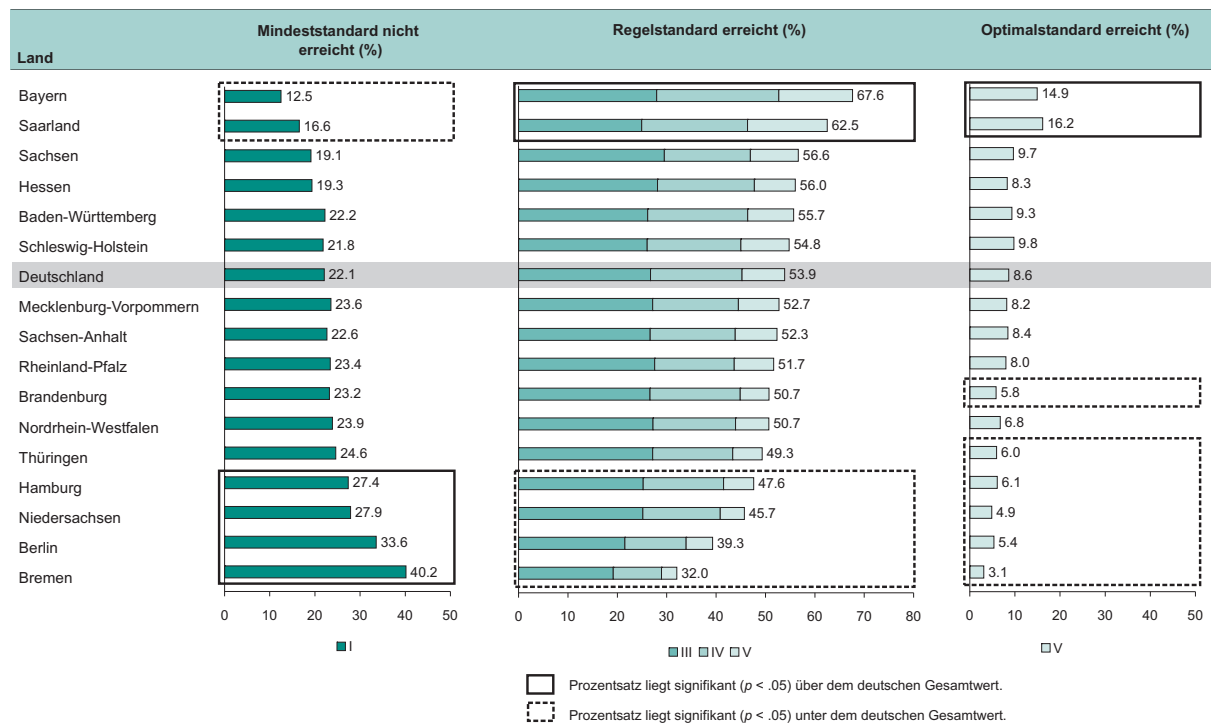 Land
Mindeststandard nicht
erreicht (%)
Regelstandard erreicht (%)
Optimalstandard erreicht (%)
Bayern 12.5 67.6 14.9
Saarland 16.6 62.5 16.2
Sachsen 19.1 56.6 9.7
Hessen 19.3 56.0 8.3
Baden-Württemberg 22.2 55.7 9.3
Schleswig-Holstein 21.8 54.8 9.8
Deutschland 22.1 53.9 8.6
Mecklenburg-Vorpommern 23.6 52.7 8.2
Sachsen-Anhalt 22.6 52.3 8.4
Rheinland-Pfalz 23.4 51.7 8.0
Brandenburg 23.2 50.7 5.8
Nordrhein-Westfalen 23.9 50.7 6.8
Thüringen 24.6 49.3 6.0
Hamburg 27.4 47.6 6.1
Niedersachsen 27.9 45.7 4.9
Berlin 33.6 39.3 5.4
Bremen 40.2 32.0 3.1
0 10 20 30 40 50 0 10 20 30 40 50 60 70 80 0 10 20 30 40 50
I III IV V V
Prozentsatz liegt signifikant (p < .05) über dem deutschen Gesamtwert.
Prozentsatz liegt signifikant (p < .05) unter dem deutschen Gesamtwert.